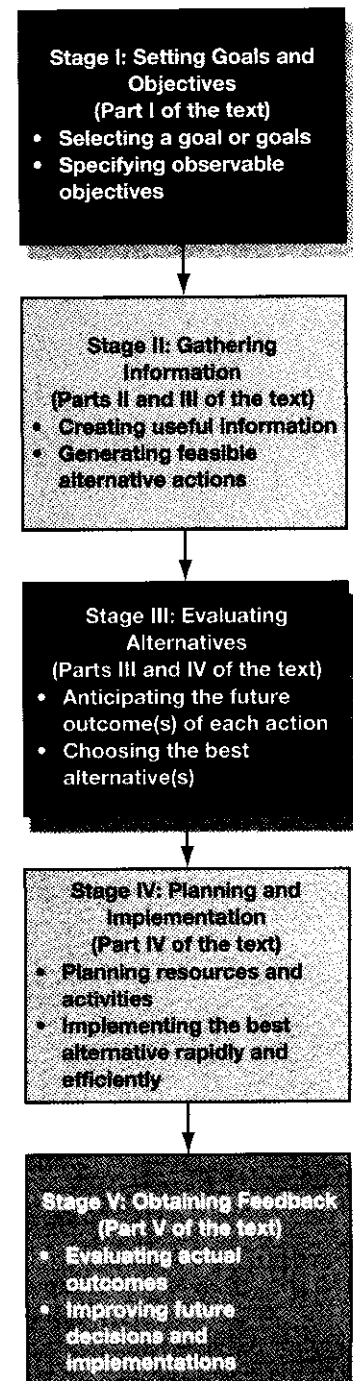 Stage I: Setting Goals and
Objectives
(Part I of the text)
• Selecting a goal or goals
• Specifying observable
objectives
Stage II: Gathering
Information
(Parts II and III of the text)
• Creating useful information
• Generating feasible
alternative actions
Stage III: Evaluating
Alternatives
(Parts III and IV of the text)
• Anticipating the future
outcome(s) of each action
• Choosing the best
alternative(s)
Stage IV: Planning and
Implementation
(Part IV of the text)
• Planning resources and
activities
• Implementing the best
alternative rapidly and
efficiently
Stage V: Obtaining Feedback
(Part V of the text)
• Evaluating actual
outcomes
• Improving future
decisions and
implementations